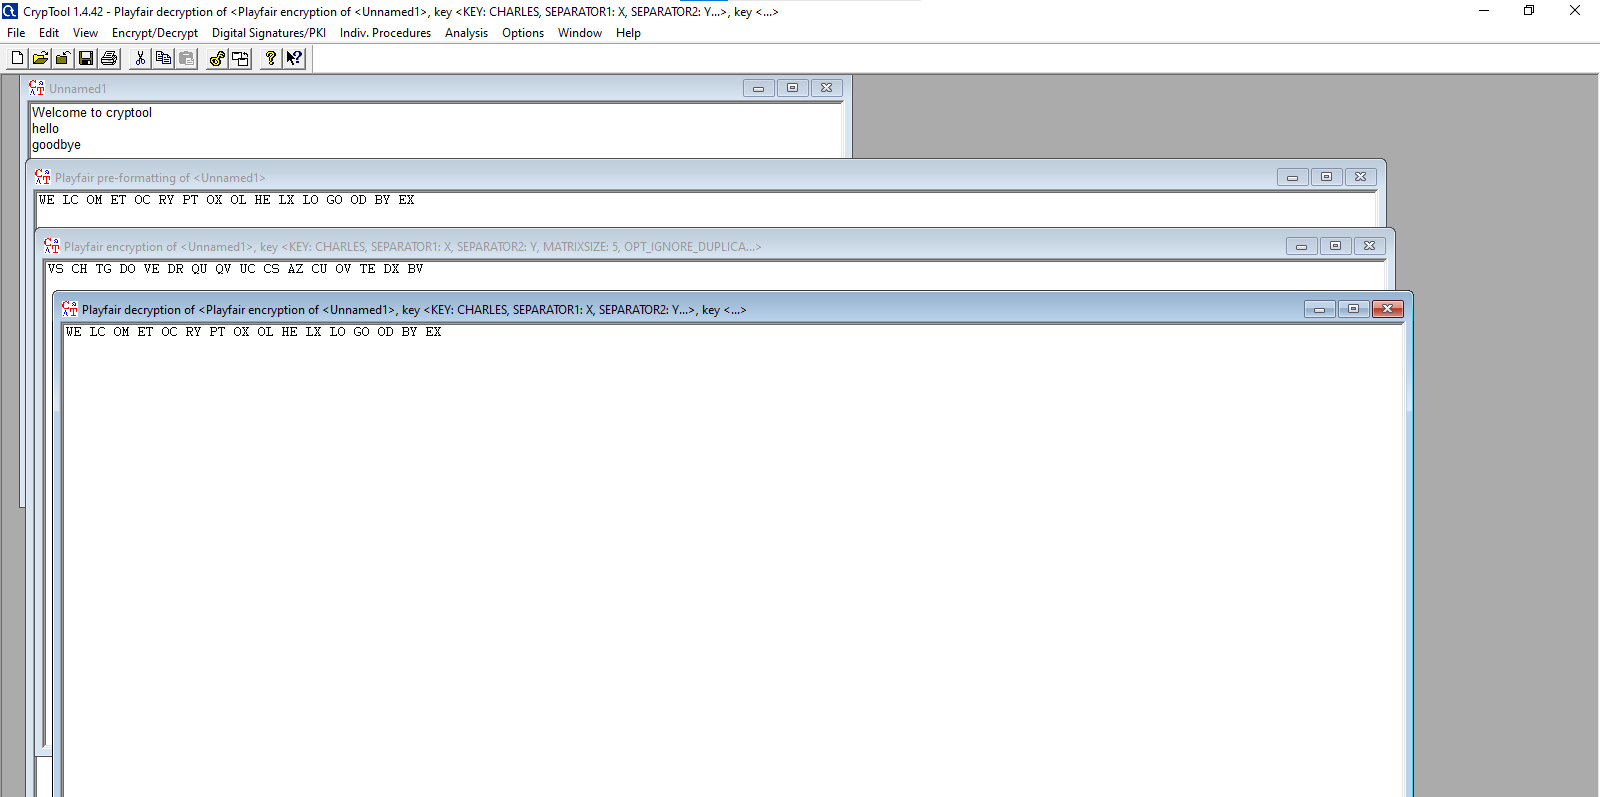 CrypTool 1.4.42 - Playfair decryption of <Playfair encryption of <Unnamed1>, key <KEY: CHARLES, SEPARATOR1: X, SEPARATOR2: Y...>, key <...>
File Edit View Encrypt/Decrypt Digital Signatures/PKI Indiv. Procedures Analysis Options Window Help
Unnamed1
Welcome to cryptool
hello
goodbye
Playfair pre-formatting of <Unnamed1>
WE LC OM ET OC RY PT OX OL HE LX LO GO OD BY EX
Playfair encryption of <Unnamed1>, key <KEY: CHARLES, SEPARATOR1: X, SEPARATOR2: Y, MATRIXSIZE: 5, OPT_IGNORE_DUPLICA...>
VS CH TG DO VE DR QU QV UC CS AZ CU OV TE DX BV
Playfair decryption of <Playfair encryption of <Unnamed1>, key <KEY: CHARLES, SEPARATOR1: X, SEPARATOR2: Y...>, key <...>
WE LC OM ET OC RY PT OX OL HE LX LO GO OD BY EX